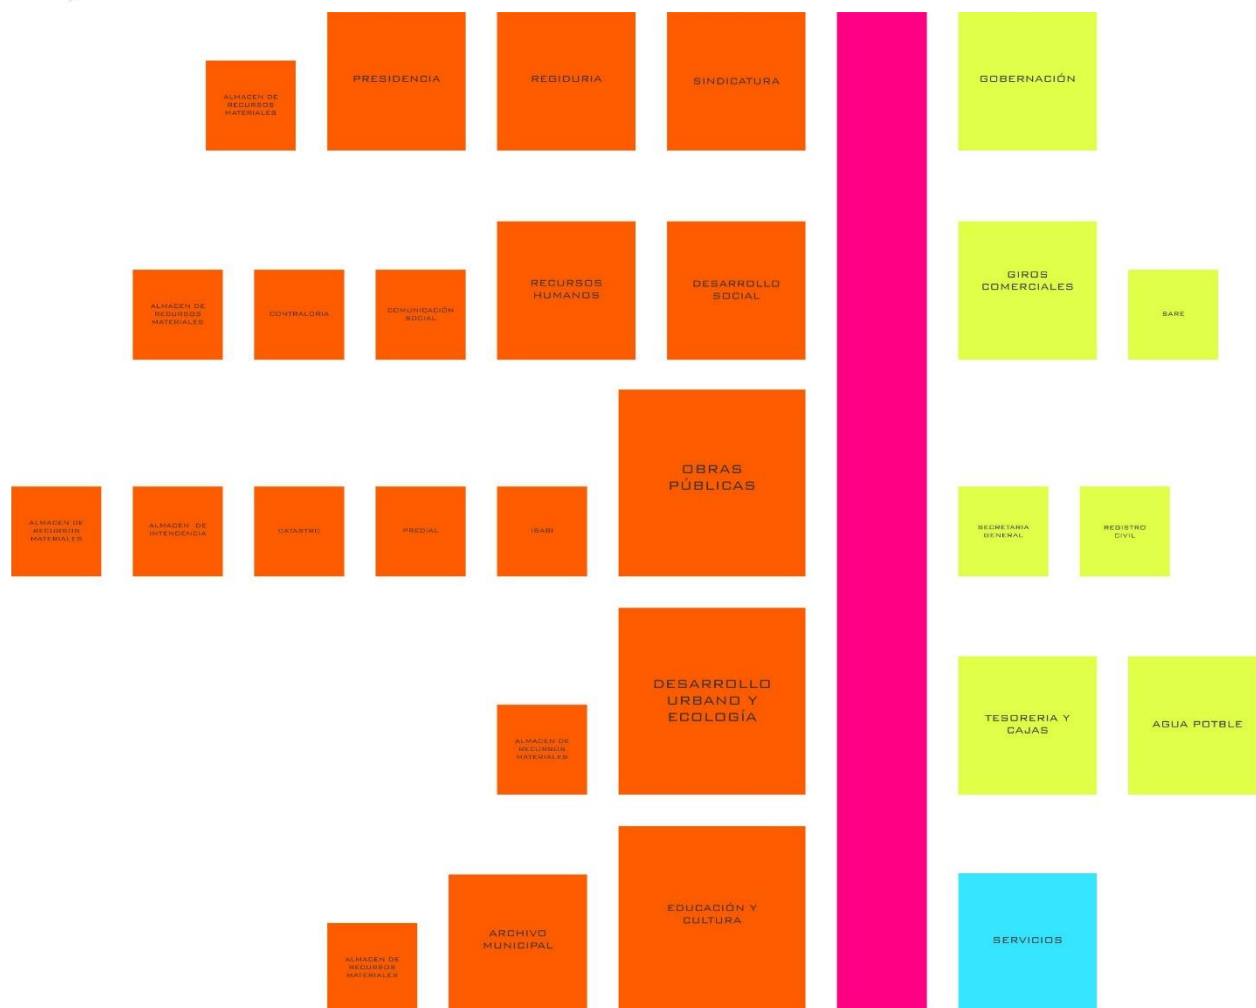 PRESIDENCIA
REGIDURIA
SINDICATURA
GOBERNACIÓN
ALMACEN DE
RECURSOS
MATERIALES
RECURSOS
HUMANOS
DESARROLLO
SOCIAL
GIROS
COMERCIALES
ALMACEN DE
RECURSOS
MATERIALES
CONTRALORIA
COMUNICACIÓN
SOCIAL
SARE
OBRAS
PÚBLICAS
ALMACEN DE
RECURSOS
MATERIALES
ALMACEN DE
INTENDENCIA
CATASTRO
PREDIAL
ISABI
SECRETARIA
GENERAL
REGISTRO
CIVIL
DESARROLLO
URBANO Y
ECOLOGÍA
TESORERIA Y
CAJAS
AGUA POTBLE
ALMACEN DE
RECURSOS
MATERIALES
EDUCACIÓN Y
CULTURA
ARCHIVO
MUNICIPAL
SERVICIOS
ALMACEN DE
RECURSOS
MATERIALES